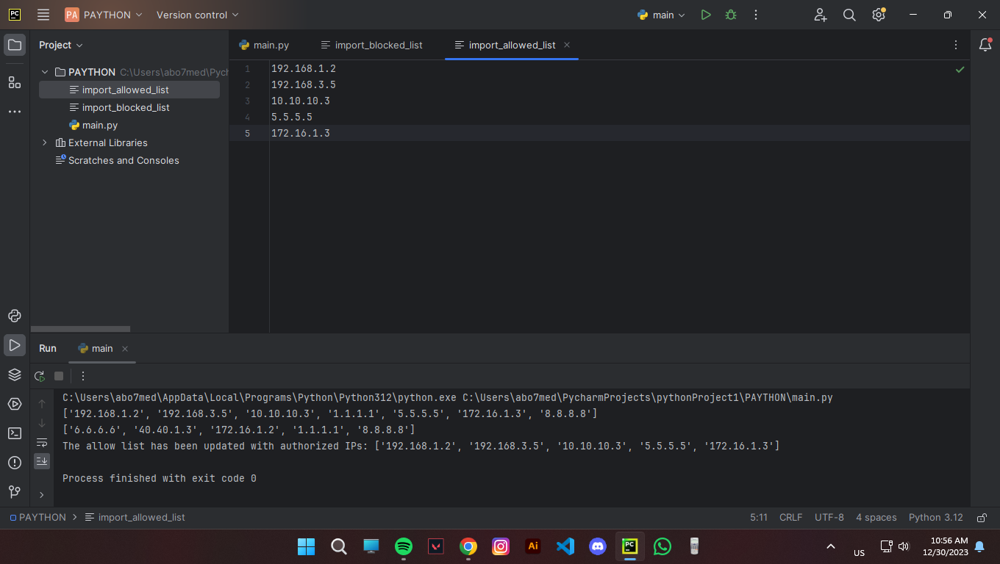 PC
PA PAYTHON Version control main
Project
main.py import_blocked_list import_allowed_list
PAYTHON C:\Users\abo7med\Pych
import_allowed_list
import_blocked_list
main.py
External Libraries
Scratches and Consoles
1 192.168.1.2
2 192.168.3.5
3 10.10.10.3
4 5.5.5.5
5 172.16.1.3
Run main
C:\Users\abo7med\AppData\Local\Programs\Python\Python312\python.exe C:\Users\abo7med\PycharmProjects\pythonProject1\PAYTHON\main.py
['192.168.1.2', '192.168.3.5', '10.10.10.3', '1.1.1.1', '5.5.5.5', '172.16.1.3', '8.8.8.8']
['6.6.6.6', '40.40.1.3', '172.16.1.2', '1.1.1.1', '8.8.8.8']
The allow list has been updated with authorized IPs: ['192.168.1.2', '192.168.3.5', '10.10.10.3', '5.5.5.5', '172.16.1.3']
Process finished with exit code 0
PAYTHON import_allowed_list 5:11 CRLF UTF-8 4 spaces Python 3.12
Ai PC US 10:56 AM
12/30/2023